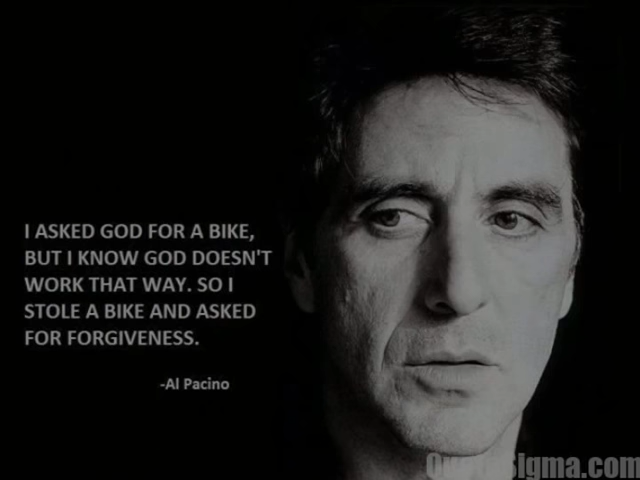 I ASKED GOD FOR A BIKE,
BUT I KNOW GOD DOESN'T
WORK THAT WAY. SO I
STOLE A BIKE AND ASKED
FOR FORGIVENESS.
-Al Pacino